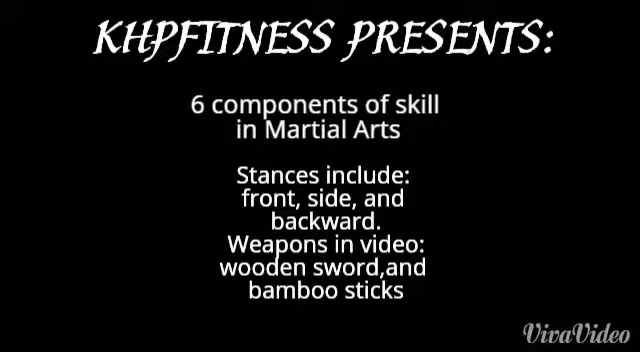 KHPFITNESS PRESENTS:
6 components of skill
in Martial Arts
Stances include:
front, side, and
backward.
Weapons in video:
wooden sword,and
bamboo sticks
VivaVideo